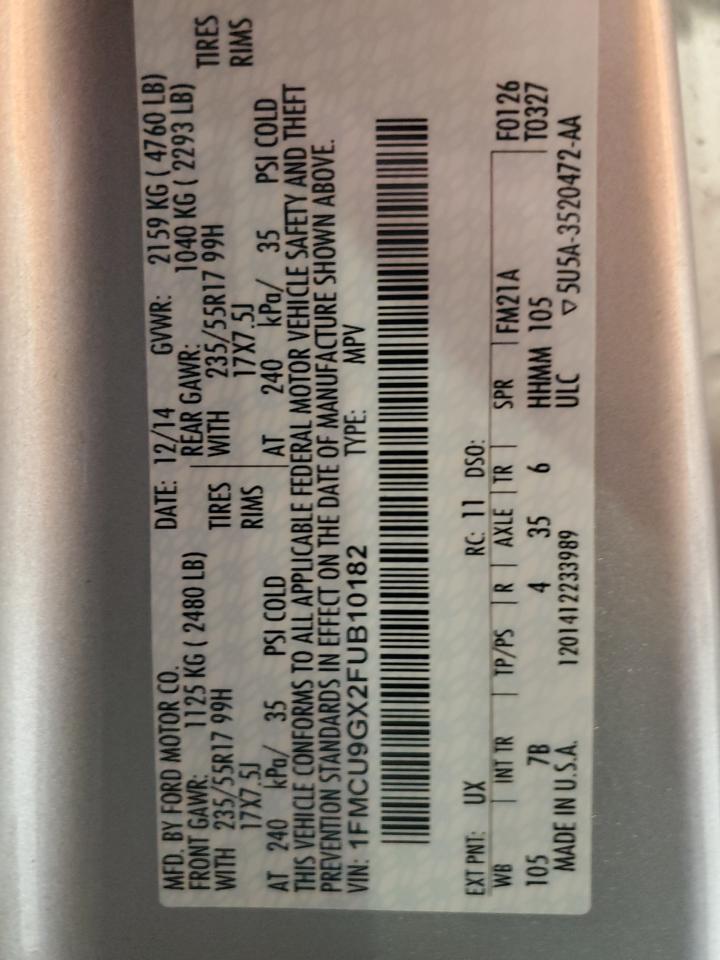 MFD. BY FORD MOTOR CO. DATE: 12/14 GVWR: 2159 KG ( 4760 LB)
FRONT GAWR: 1125 KG ( 2480 LB) REAR GAWR: 1040 KG ( 2293 LB)
WITH 235/55R17 99H TIRES WITH 235/55R17 99H TIRES
17X7.5J RIMS 17X7.5J RIMS
AT 240 kPa/ 35 PSI COLD AT 240 kPa/ 35 PSI COLD
THIS VEHICLE CONFORMS TO ALL APPLICABLE FEDERAL MOTOR VEHICLE SAFETY AND THEFT
PREVENTION STANDARDS IN EFFECT ON THE DATE OF MANUFACTURE SHOWN ABOVE.
VIN: 1FMCU9GX2FUB10182 TYPE: MPV
EXT PNT: UX RC: 11 DSO:
WB | INT TR | TP/PS | R | AXLE | TR | SPR | FM21A F0126
105 7B 4 35 6 HHMM 105 T0327
MADE IN U.S.A. 1201412233989 ULC ▽5U5A-3520472-AA